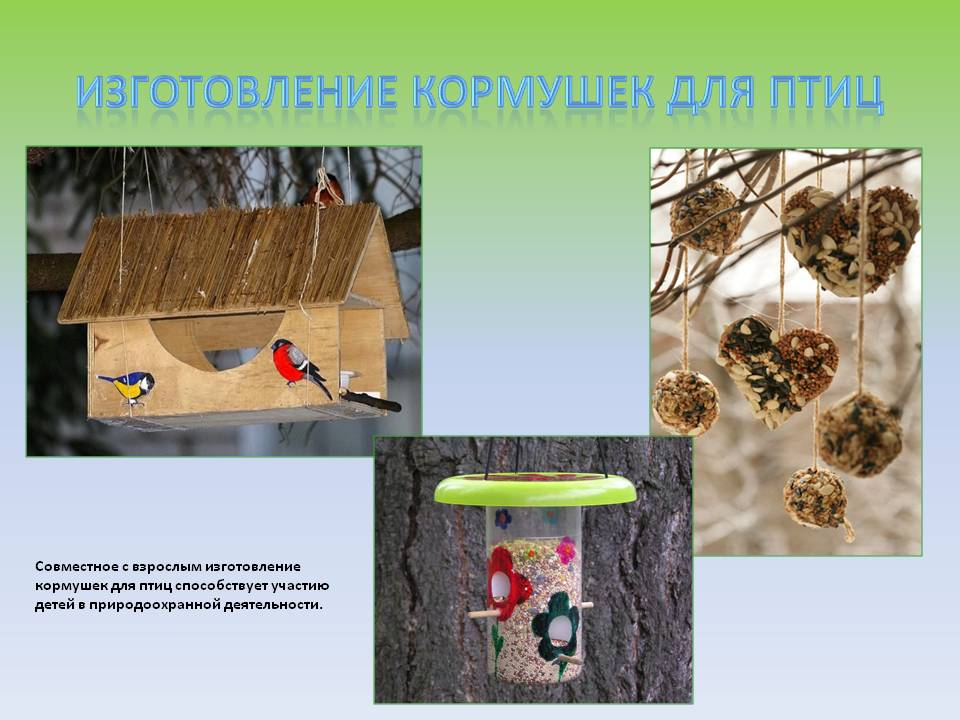 ИЗГОТОВЛЕНИЕ КОРМУШЕК ДЛЯ ПТИЦ
Совместное с взрослым изготовление
кормушек для птиц способствует участию
детей в природоохранной деятельности.